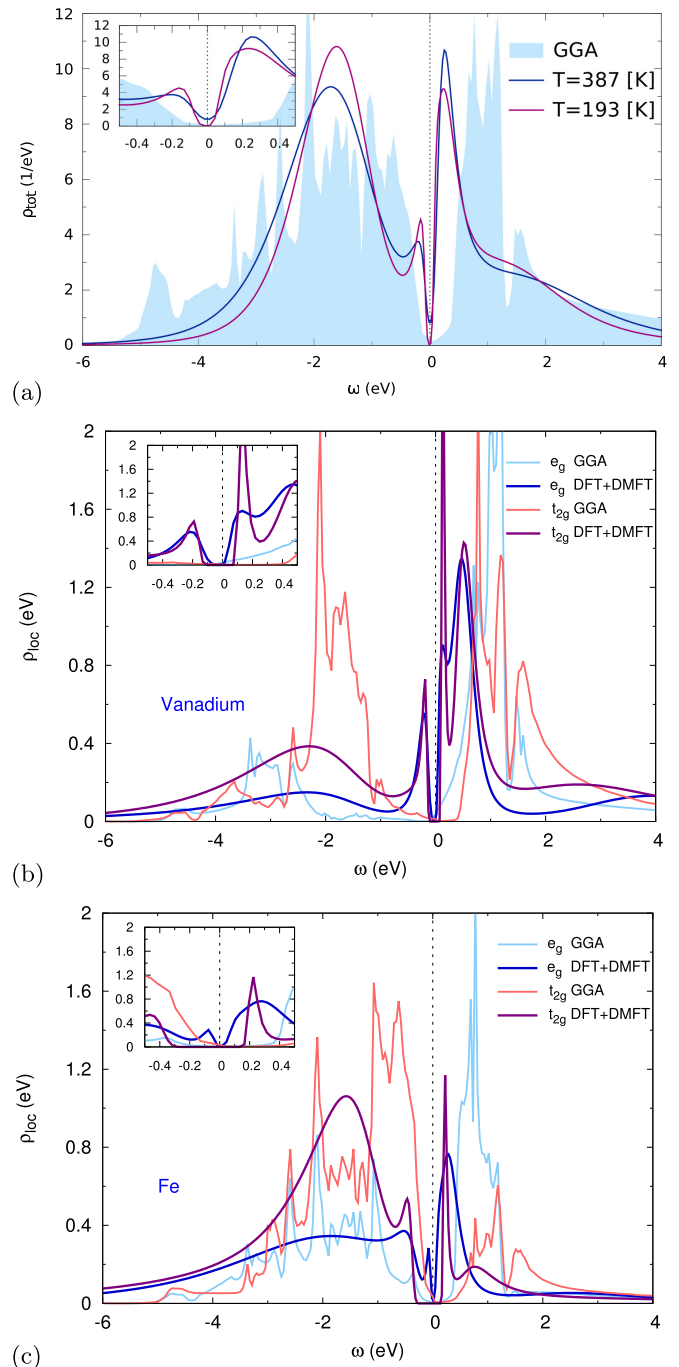 12
10
8
6
4
2
0
ρtot (1/eV)
12
10
8
6
4
2
0
-0.4 -0.2 0 0.2 0.4
GGA
T=387 [K]
T=193 [K]
-6 -4 -2 0 2 4
ω (eV)
(a)
2
1.6
1.2
0.8
0.4
0
ρloc (eV)
2
1.6
1.2
0.8
0.4
0
-0.4 -0.2 0 0.2 0.4
eg GGA
eg DFT+DMFT
t2g GGA
t2g DFT+DMFT
Vanadium
-6 -4 -2 0 2 4
ω (eV)
(b)
2
1.6
1.2
0.8
0.4
0
ρloc (eV)
2
1.6
1.2
0.8
0.4
0
-0.4 -0.2 0 0.2 0.4
eg GGA
eg DFT+DMFT
t2g GGA
t2g DFT+DMFT
Fe
-6 -4 -2 0 2 4
ω (eV)
(c)